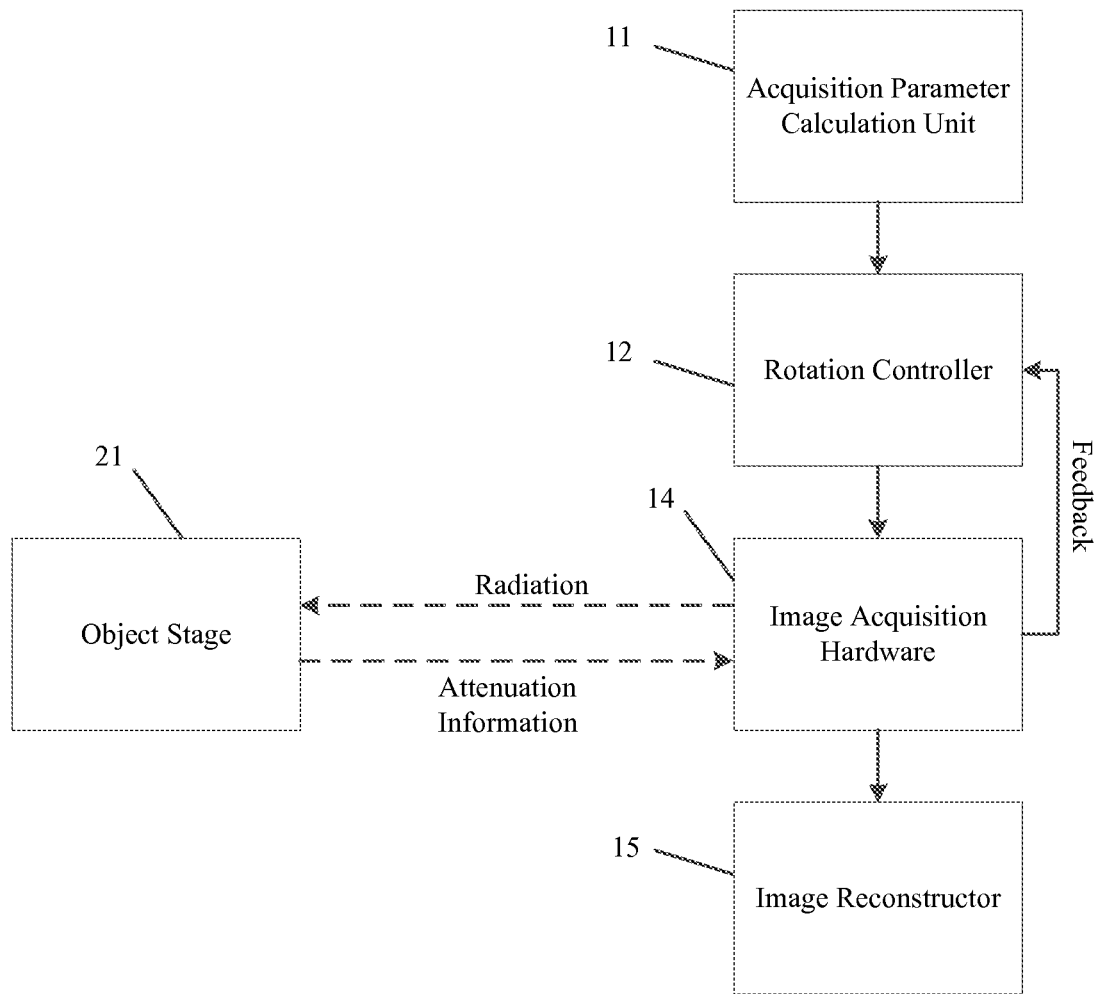 11
Acquisition Parameter
Calculation Unit
12
Rotation Controller
Feedback
21
14
Radiation
Object Stage
Image Acquisition
Hardware
Attenuation
Information
15
Image Reconstructor